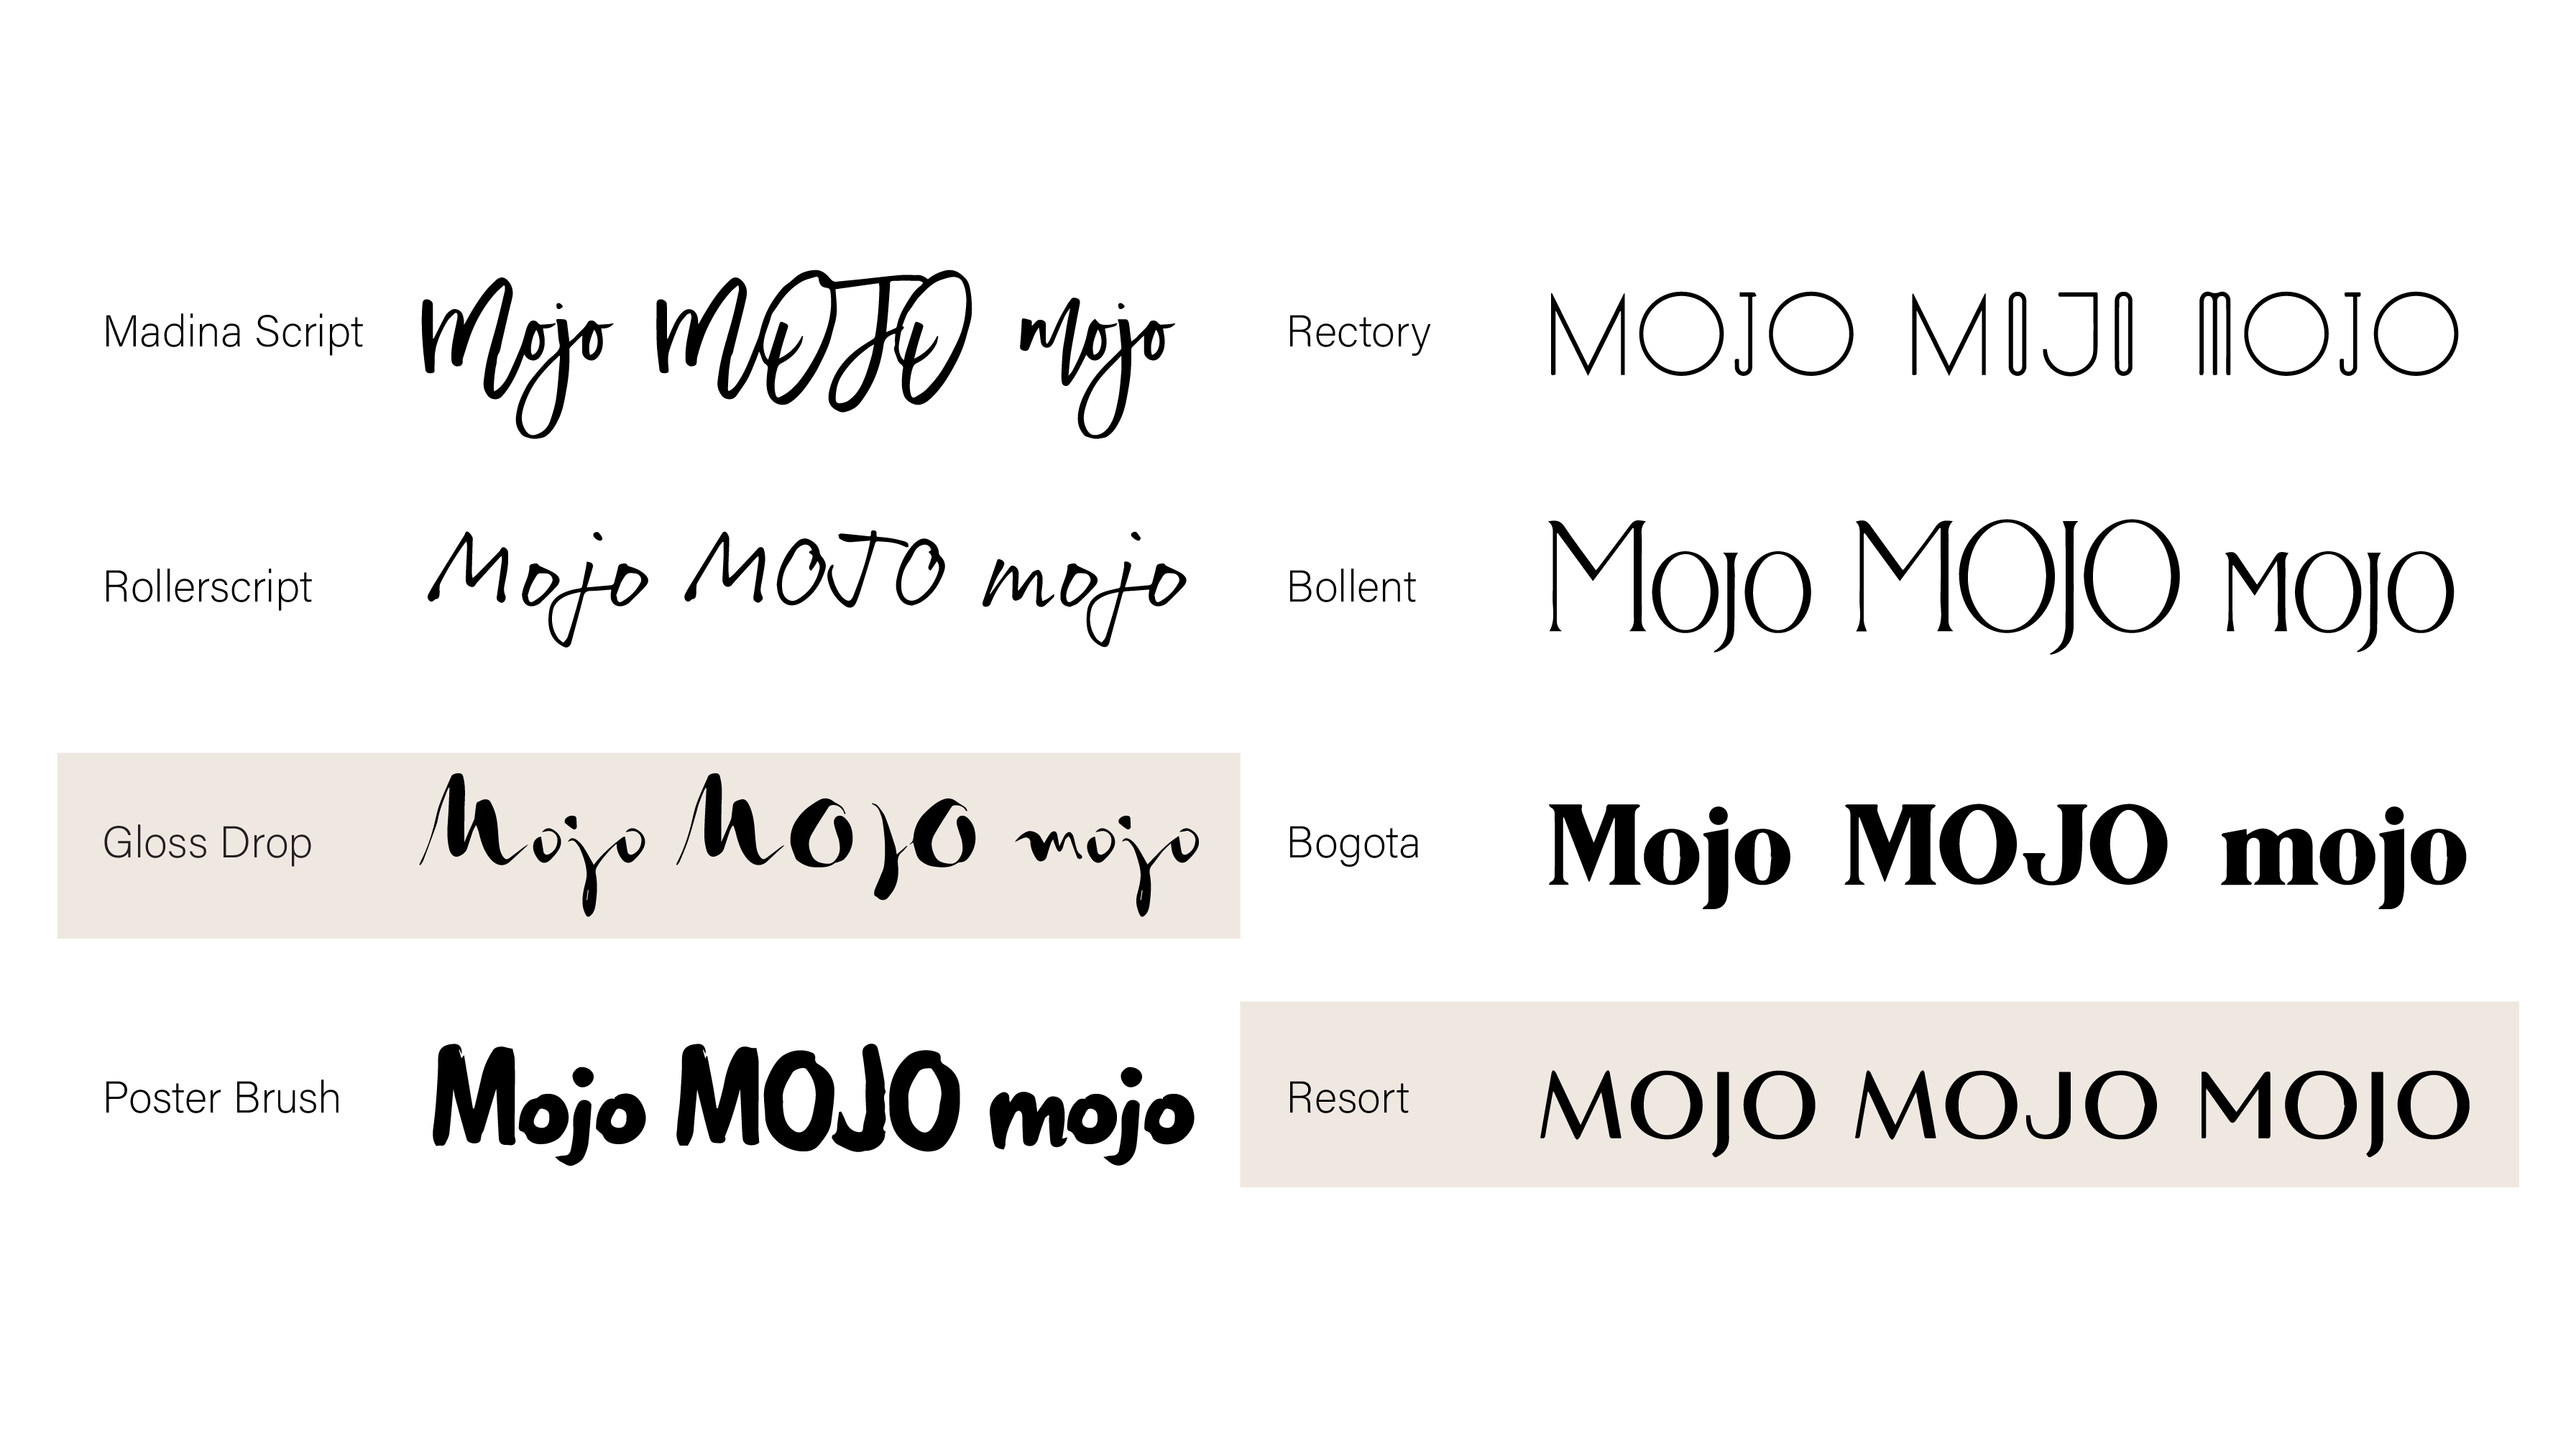 Madina Script Mojo MOJO mojo
Rollerscript Mojo MOJO mojo
Gloss Drop Mojo MOJO mojo
Poster Brush Mojo MOJO mojo
Rectory MOJO MOJO MOJO
Bollent MOJO MOJO MOJO
Bogota Mojo MOJO mojo
Resort MOJO MOJO MOJO